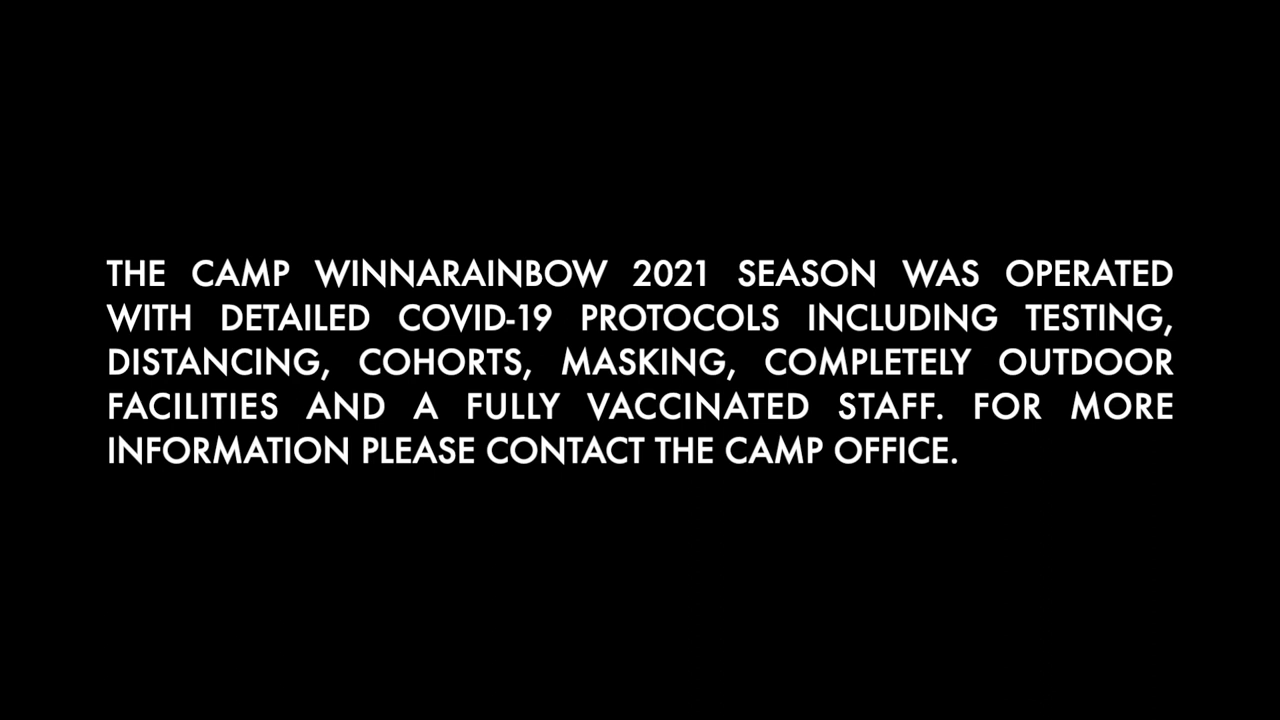 THE CAMP WINNARAINBOW 2021 SEASON WAS OPERATED
WITH DETAILED COVID-19 PROTOCOLS INCLUDING TESTING,
DISTANCING, COHORTS, MASKING, COMPLETELY OUTDOOR
FACILITIES AND A FULLY VACCINATED STAFF. FOR MORE
INFORMATION PLEASE CONTACT THE CAMP OFFICE.